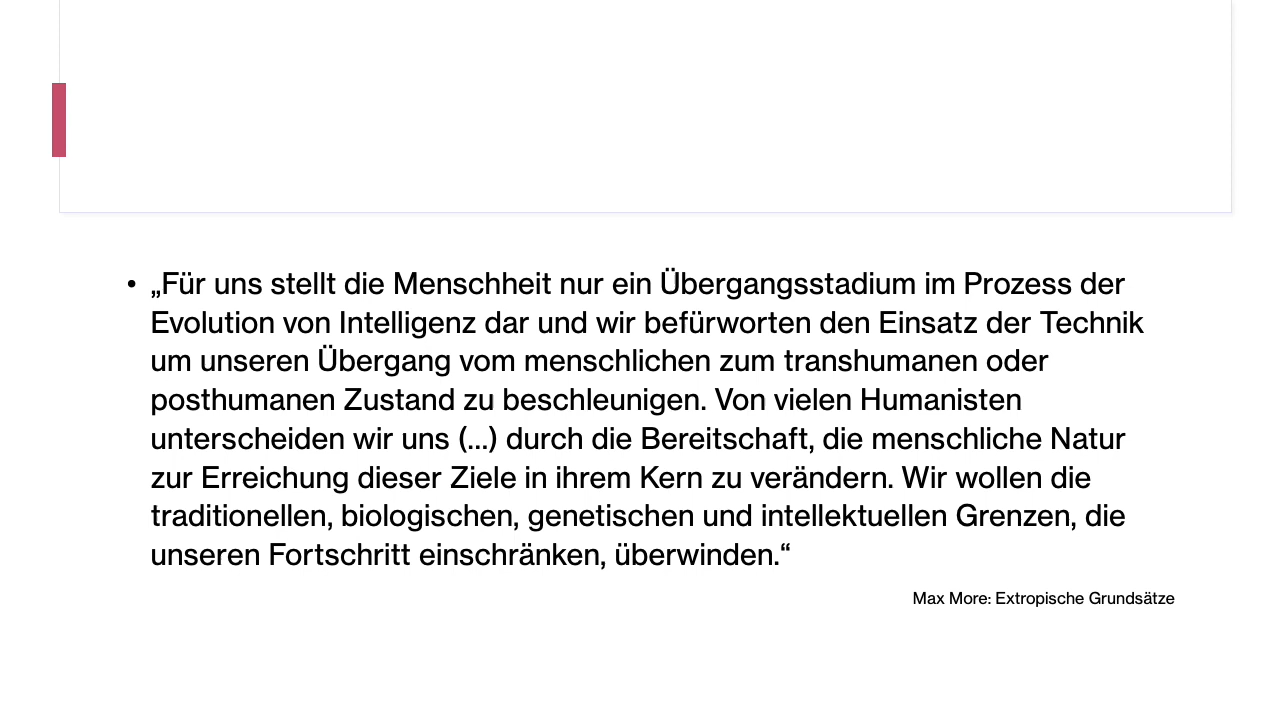 • „Für uns stellt die Menschheit nur ein Übergangsstadium im Prozess der
Evolution von Intelligenz dar und wir befürworten den Einsatz der Technik
um unseren Übergang vom menschlichen zum transhumanen oder
posthumanen Zustand zu beschleunigen. Von vielen Humanisten
unterscheiden wir uns (...) durch die Bereitschaft, die menschliche Natur
zur Erreichung dieser Ziele in ihrem Kern zu verändern. Wir wollen die
traditionellen, biologischen, genetischen und intellektuellen Grenzen, die
unseren Fortschritt einschränken, überwinden.“
Max More: Extropische Grundsätze